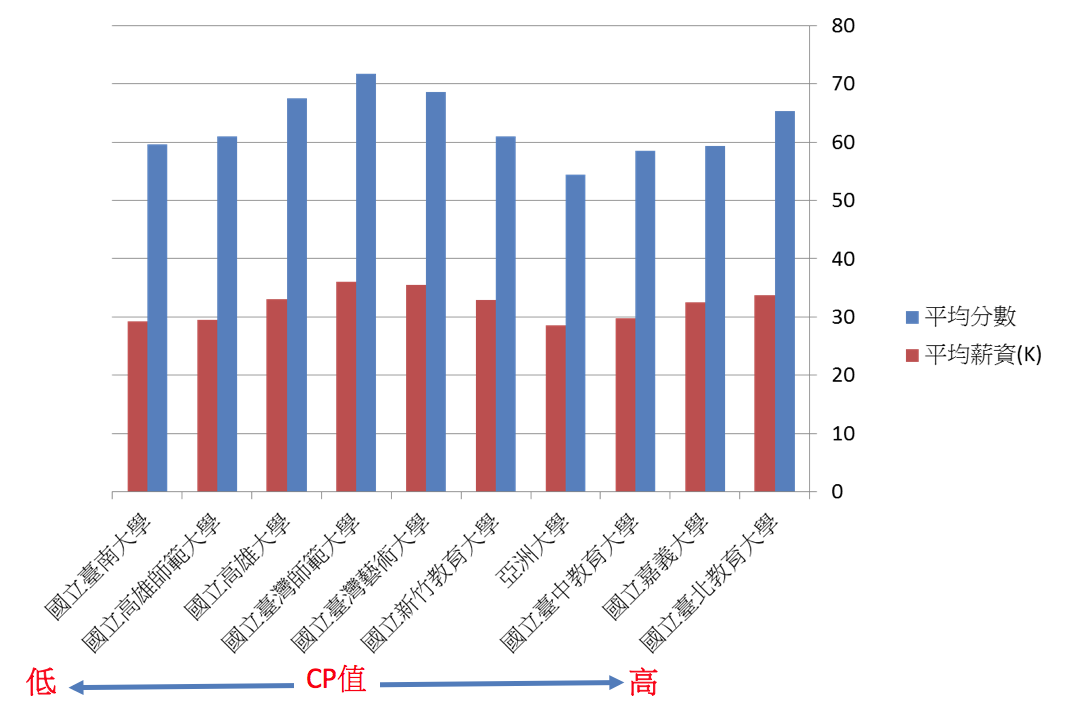 80
70
60
50
40
30
20
10
0
平均分數
平均薪資(K)
國立臺南大學
國立高雄師範大學
國立高雄大學
國立臺灣師範大學
國立臺灣藝術大學
國立新竹教育大學
亞洲大學
國立臺中教育大學
國立嘉義大學
國立臺北教育大學
低 CP值 高